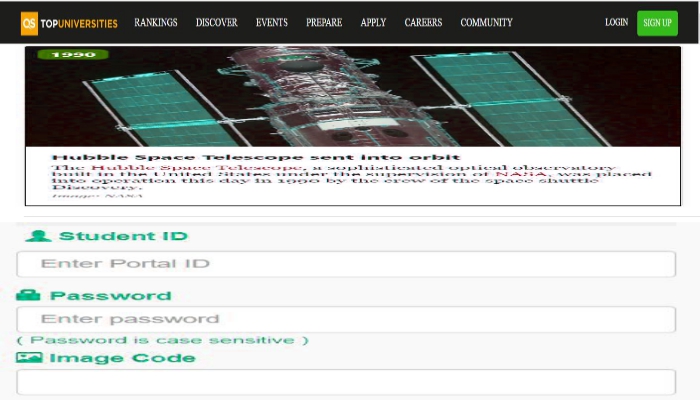 QS TOPUNIVERSITIES RANKINGS DISCOVER EVENTS PREPARE APPLY CAREERS COMMUNITY LOGIN SIGN UP
1990
Hubble Space Telescope sent into orbit
The Hubble Space Telescope, a sophisticated optical observatory
built in the United States under the supervision of NASA, was placed
into operation this day in 1990 by the crew of the space shuttle
Discovery.
Image: NASA
Student ID
Enter Portal ID
Password
Enter password
( Password is case sensitive )
Image Code